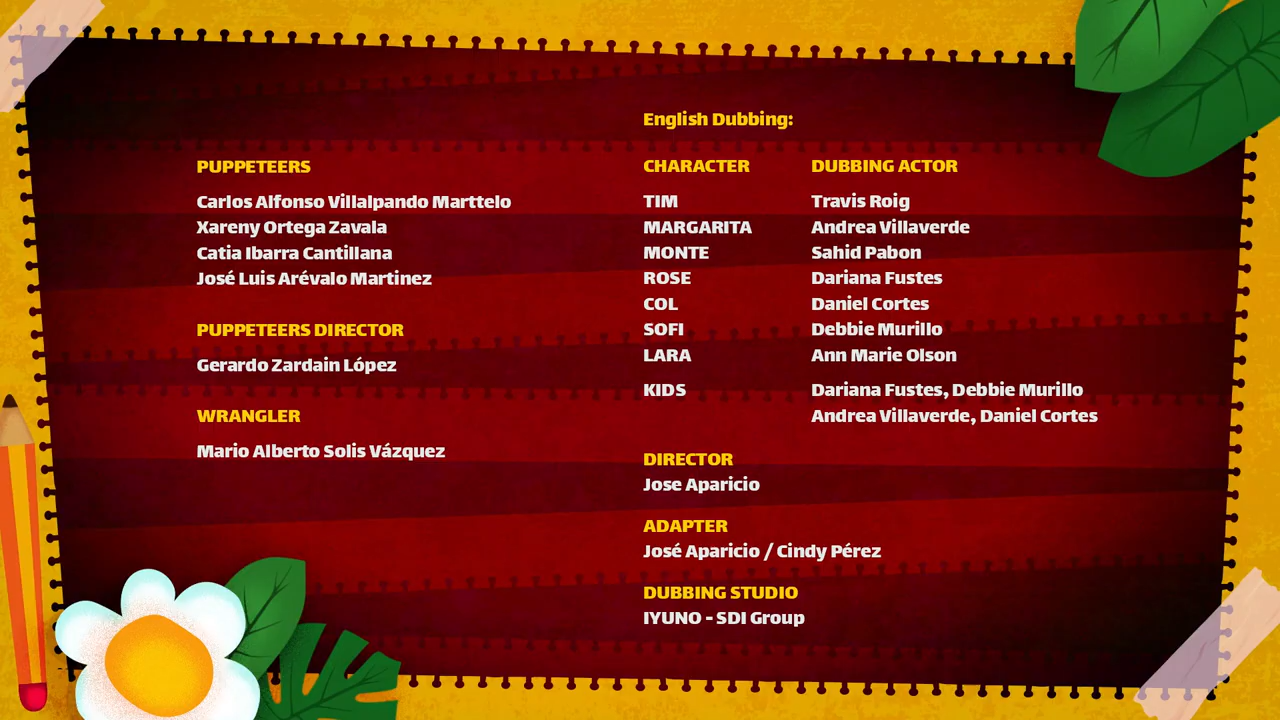 PUPPETEERS
Carlos Alfonso Villalpando Marttelo
Xareny Ortega Zavala
Catia Ibarra Cantillana
José Luis Arévalo Martinez
PUPPETEERS DIRECTOR
Gerardo Zardain López
WRANGLER
Mario Alberto Solis Vázquez
English Dubbing:
CHARACTER DUBBING ACTOR
TIM Travis Roig
MARGARITA Andrea Villaverde
MONTE Sahid Pabon
ROSE Dariana Fustes
COL Daniel Cortes
SOFI Debbie Murillo
LARA Ann Marie Olson
KIDS Dariana Fustes, Debbie Murillo
Andrea Villaverde, Daniel Cortes
DIRECTOR
Jose Aparicio
ADAPTER
José Aparicio / Cindy Pérez
DUBBING STUDIO
IYUNO - SDI Group